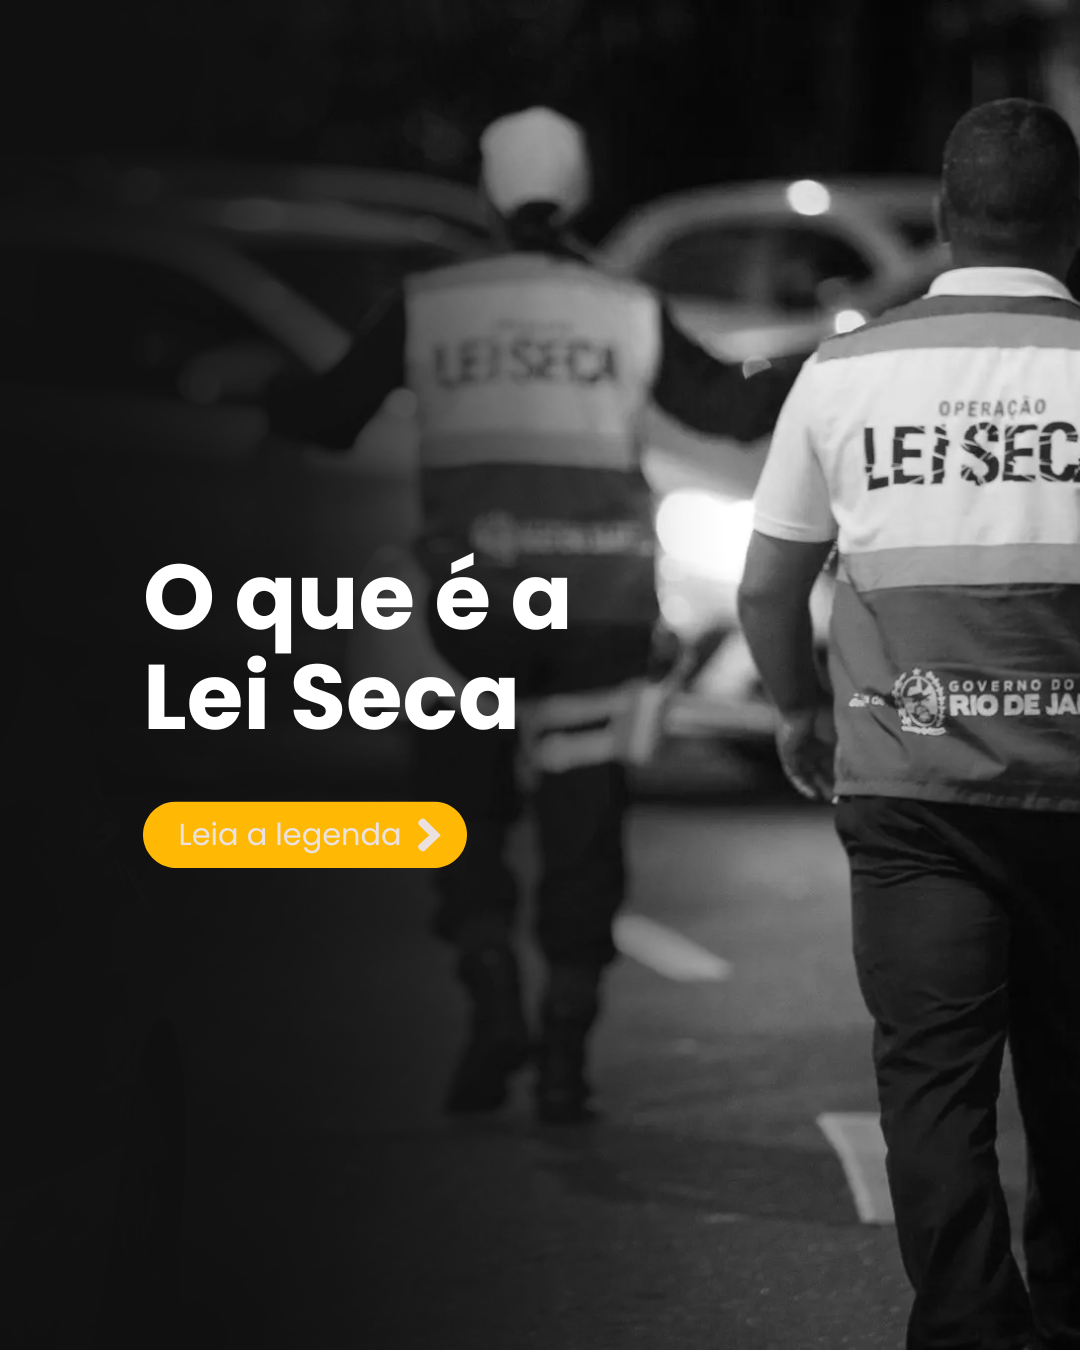 LEI SECA
OPERAÇÃO
LEI SEC
GOVERNO DO
RIO DE JA
O que é a
Lei Seca
Leia a legenda